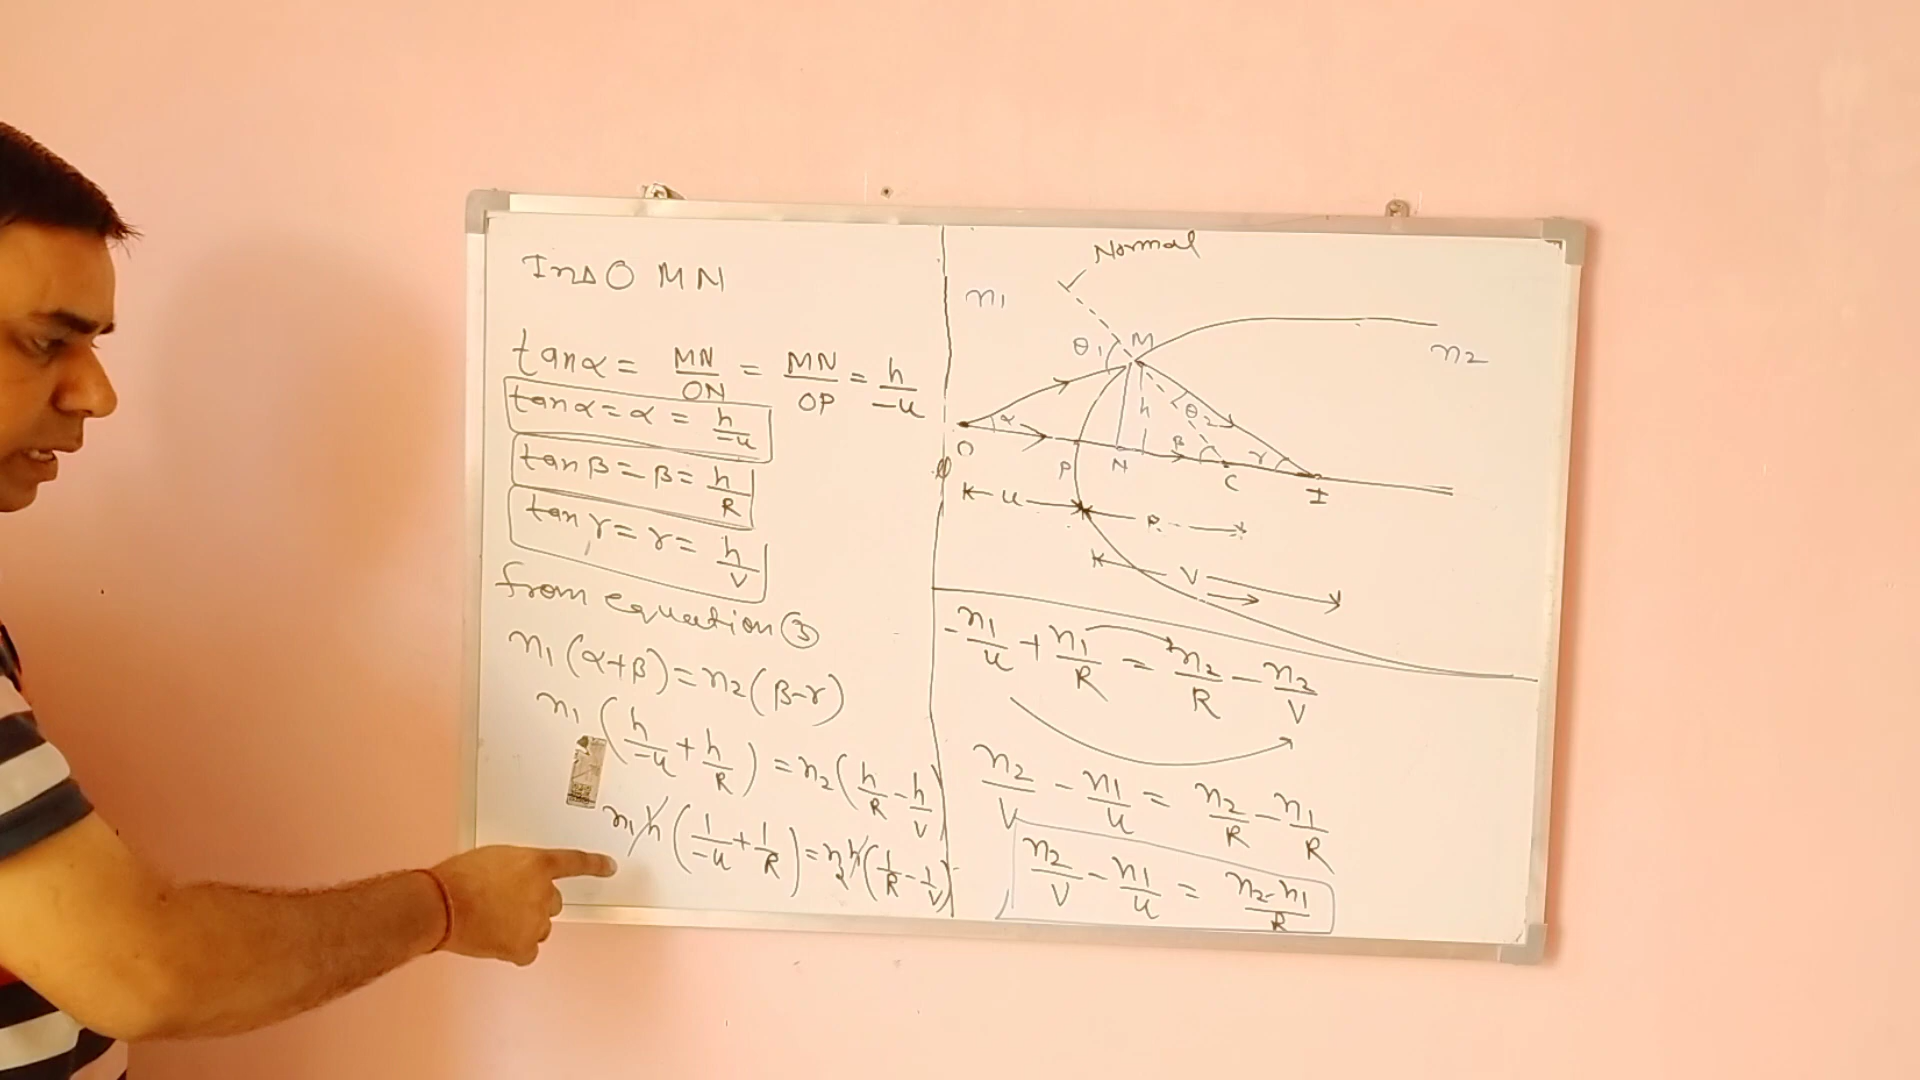 In△OMN
tanα = MN/ON = MN/OP = h/-u
tanα = α = h/-u
tanβ = β = h/R
tanγ = γ = h/V
from equation ③
n1(α+β) = n2(β-γ)
n1(h/-u + h/R) = n2(h/R - h/V)
n1h(1/-u + 1/R) = n2h(1/R - 1/V)
Normal
n1
θ1 M
n2
h θ2
O α β γ
P N C I
u R
V
-n1/u + n1/R = n2/R - n2/V
n2/V - n1/u = n2/R - n1/R
n2/V - n1/u = n2-n1/R